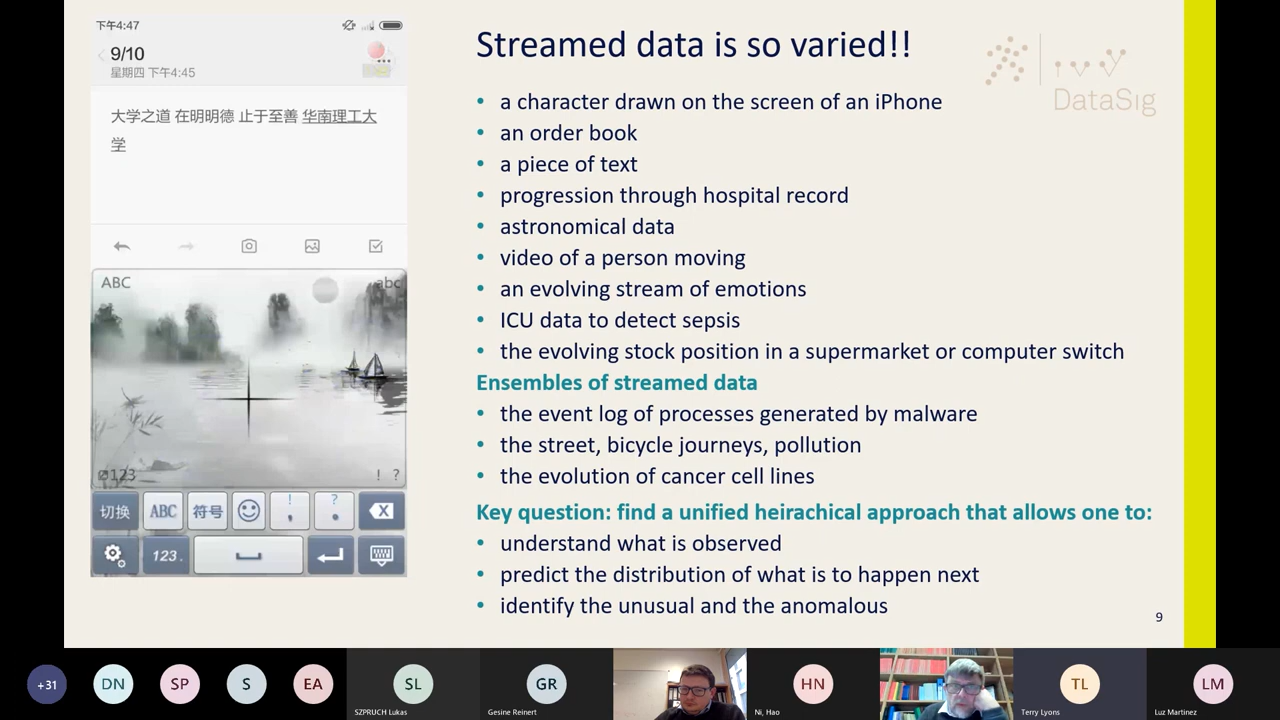 下午4:47
9/10
星期四 下午4:45
大学之道 在明明德 止于至善 华南理工大
学
ABC
abc
123
! ?
切换
ABC
符号
!
,
?
.
123.
Streamed data is so varied!!
DataSıg
• a character drawn on the screen of an iPhone
• an order book
• a piece of text
• progression through hospital record
• astronomical data
• video of a person moving
• an evolving stream of emotions
• ICU data to detect sepsis
• the evolving stock position in a supermarket or computer switch
Ensembles of streamed data
• the event log of processes generated by malware
• the street, bicycle journeys, pollution
• the evolution of cancer cell lines
Key question: find a unified heirachical approach that allows one to:
• understand what is observed
• predict the distribution of what is to happen next
• identify the unusual and the anomalous
9
+31
DN
SP
S
EA
SL
SZPRUCH Lukas
GR
Gesine Reinert
HN
Ni, Hao
TL
Terry Lyons
LM
Luz Martinez